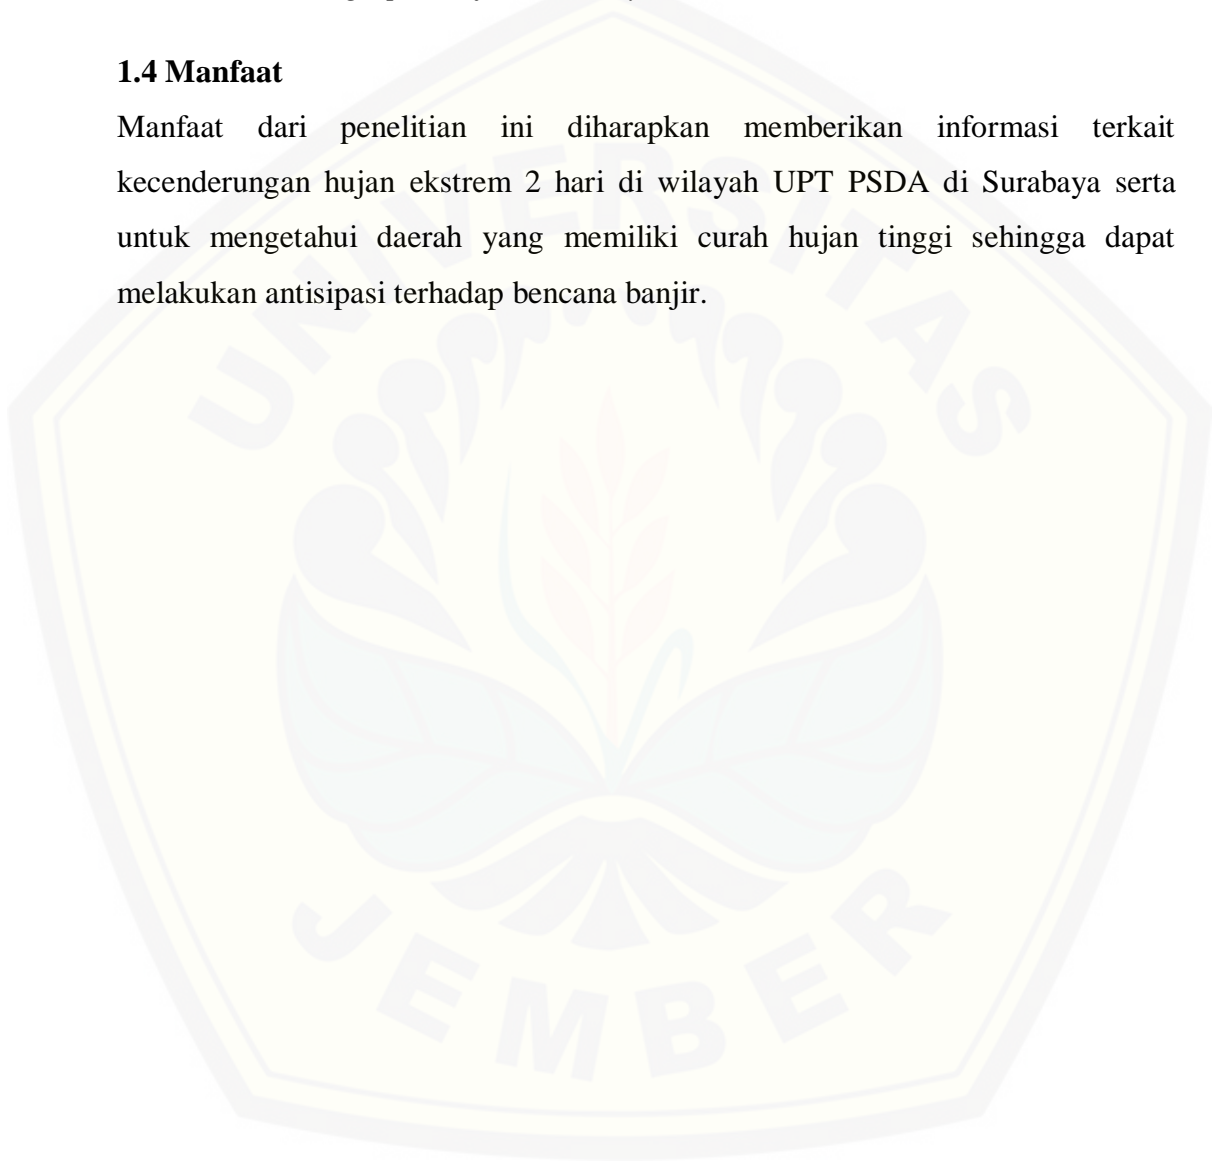 1.4 Manfaat
Manfaat dari penelitian ini diharapkan memberikan informasi terkait
kecenderungan hujan ekstrem 2 hari di wilayah UPT PSDA di Surabaya serta
untuk mengetahui daerah yang memiliki curah hujan tinggi sehingga dapat
melakukan antisipasi terhadap bencana banjir.
UNIVERSITAS
JEMBER